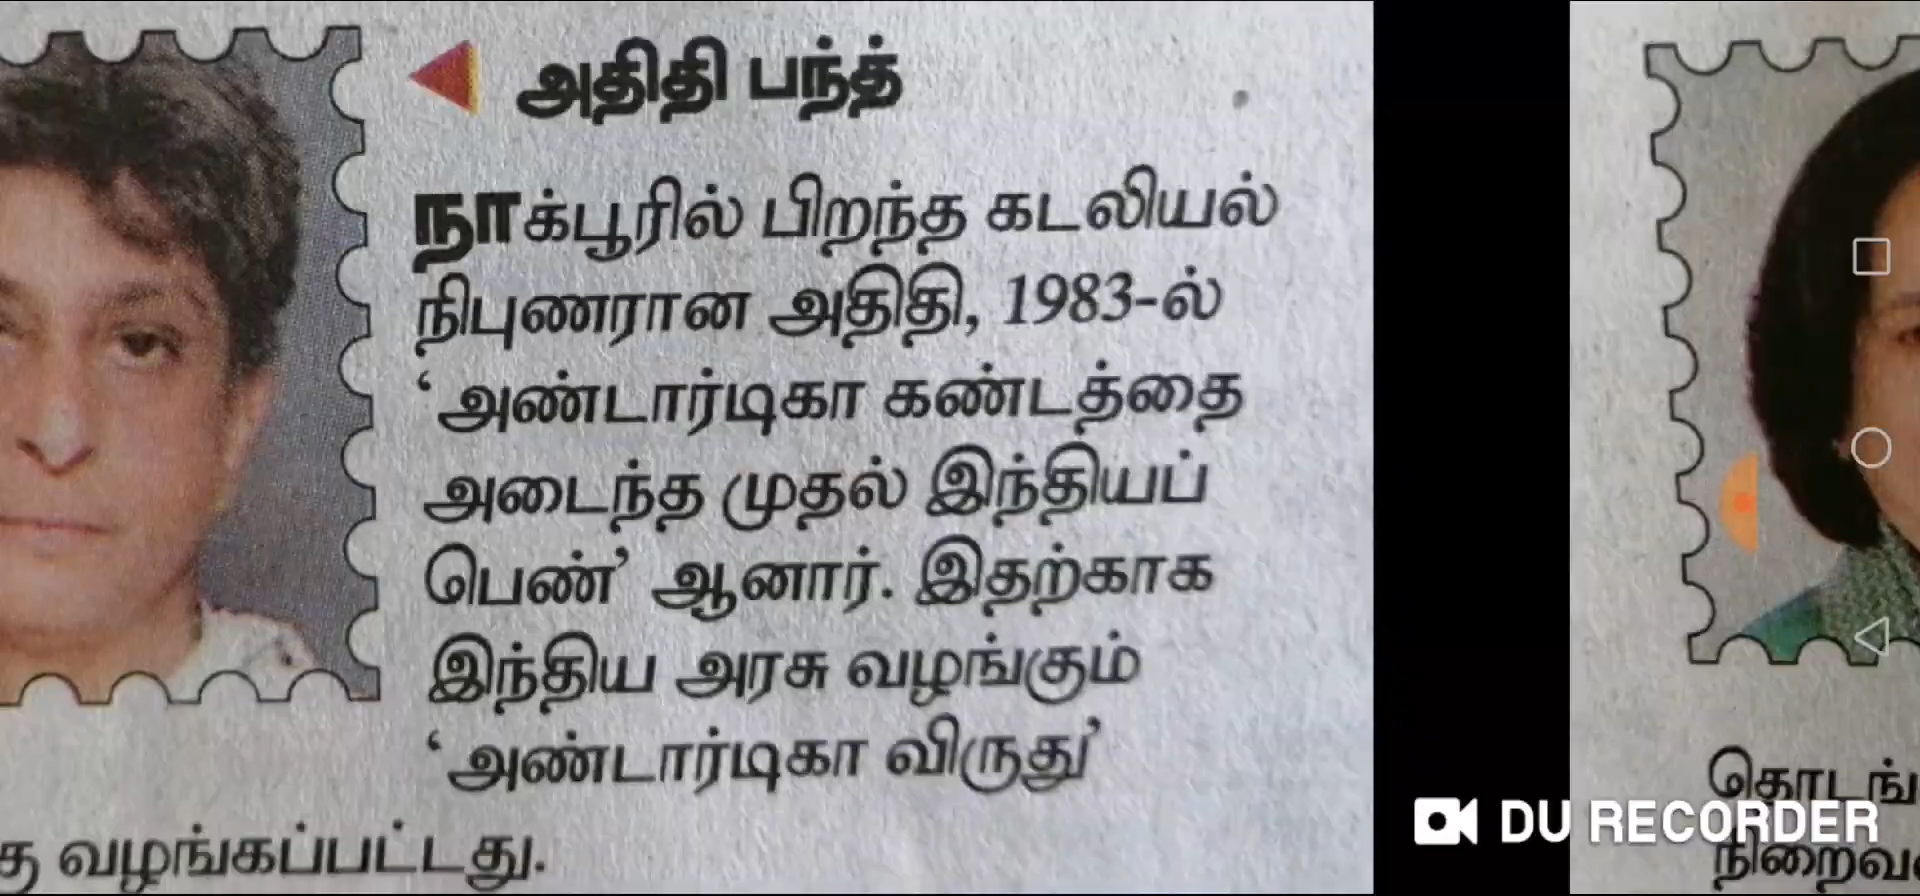 அதிதி பந்த்
நாக்பூரில் பிறந்த கடலியல்
நிபுணரான அதிதி, 1983-ல்
‘அண்டார்டிகா கண்டத்தை
அடைந்த முதல் இந்தியப்
பெண்’ ஆனார். இதற்காக
இந்திய அரசு வழங்கும்
‘அண்டார்டிகா விருது’
வழங்கப்பட்டது.
DU RECORDER